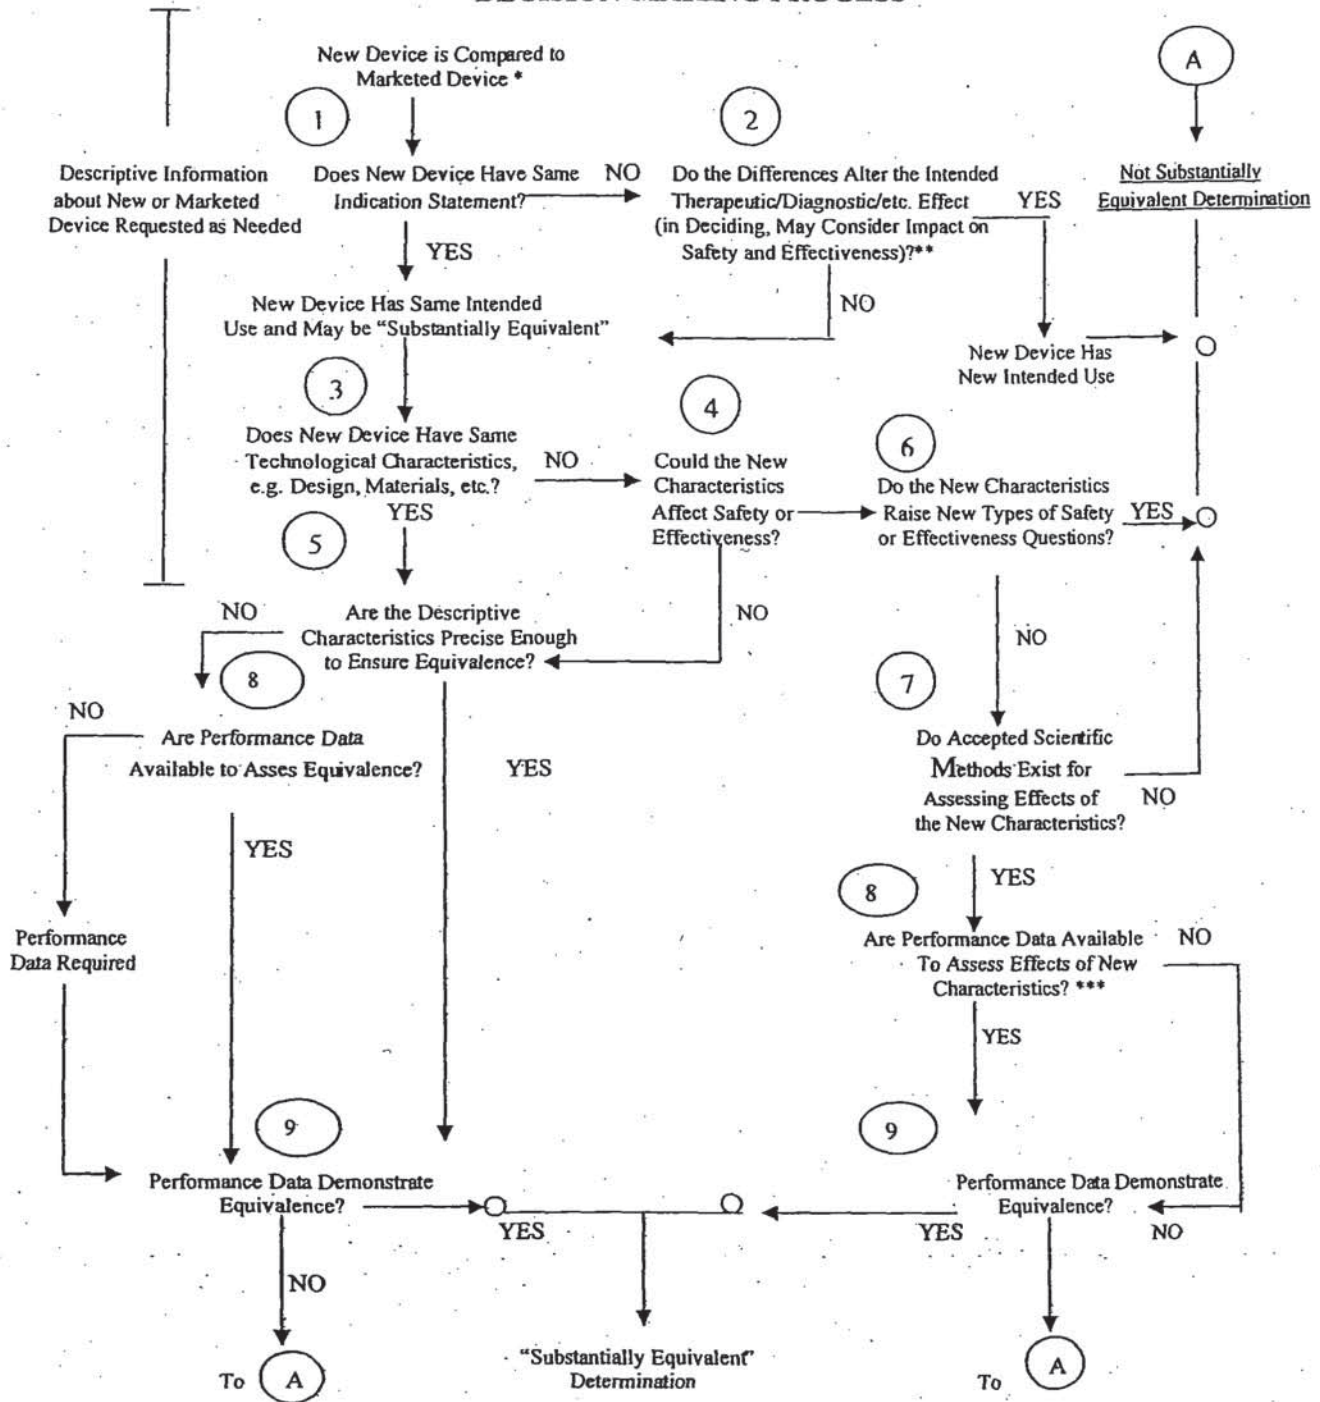 New Device is Compared to
Marketed Device *
A
1
2
Descriptive Information
about New or Marketed
Device Requested as Needed
Does New Device Have Same
Indication Statement?
NO
Do the Differences Alter the Intended
Therapeutic/Diagnostic/etc. Effect
(in Deciding, May Consider Impact on
Safety and Effectiveness)?**
YES
Not Substantially
Equivalent Determination
YES
NO
New Device Has Same Intended
Use and May be "Substantially Equivalent"
New Device Has
New Intended Use
3
4
6
Does New Device Have Same
Technological Characteristics,
e.g. Design, Materials, etc.?
NO
Could the New
Characteristics
Affect Safety or
Effectiveness?
Do the New Characteristics
Raise New Types of Safety
or Effectiveness Questions?
YES
YES
5
NO
Are the Descriptive
Characteristics Precise Enough
to Ensure Equivalence?
NO
NO
7
8
NO
Are Performance Data
Available to Asses Equivalence?
YES
Do Accepted Scientific
Methods Exist for
Assessing Effects of
the New Characteristics?
NO
YES
YES
8
Performance
Data Required
Are Performance Data Available
To Assess Effects of New
Characteristics? ***
NO
YES
9
9
Performance Data Demonstrate
Equivalence?
YES
Performance Data Demonstrate
Equivalence?
YES
NO
NO
To
A
"Substantially Equivalent"
Determination
To
A